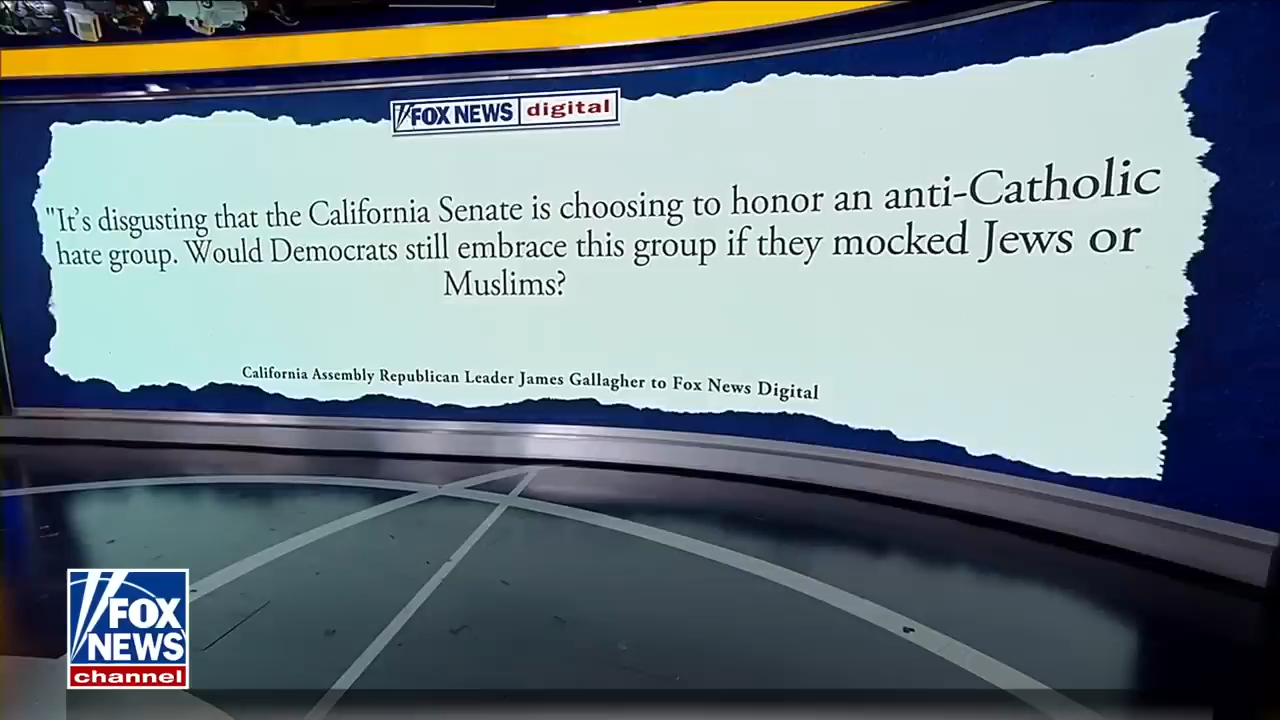 FOX NEWS digital
"It's disgusting that the California Senate is choosing to honor an anti-Catholic
hate group. Would Democrats still embrace this group if they mocked Jews or
Muslims?
California Assembly Republican Leader James Gallagher to Fox News Digital
FOX
NEWS
channel